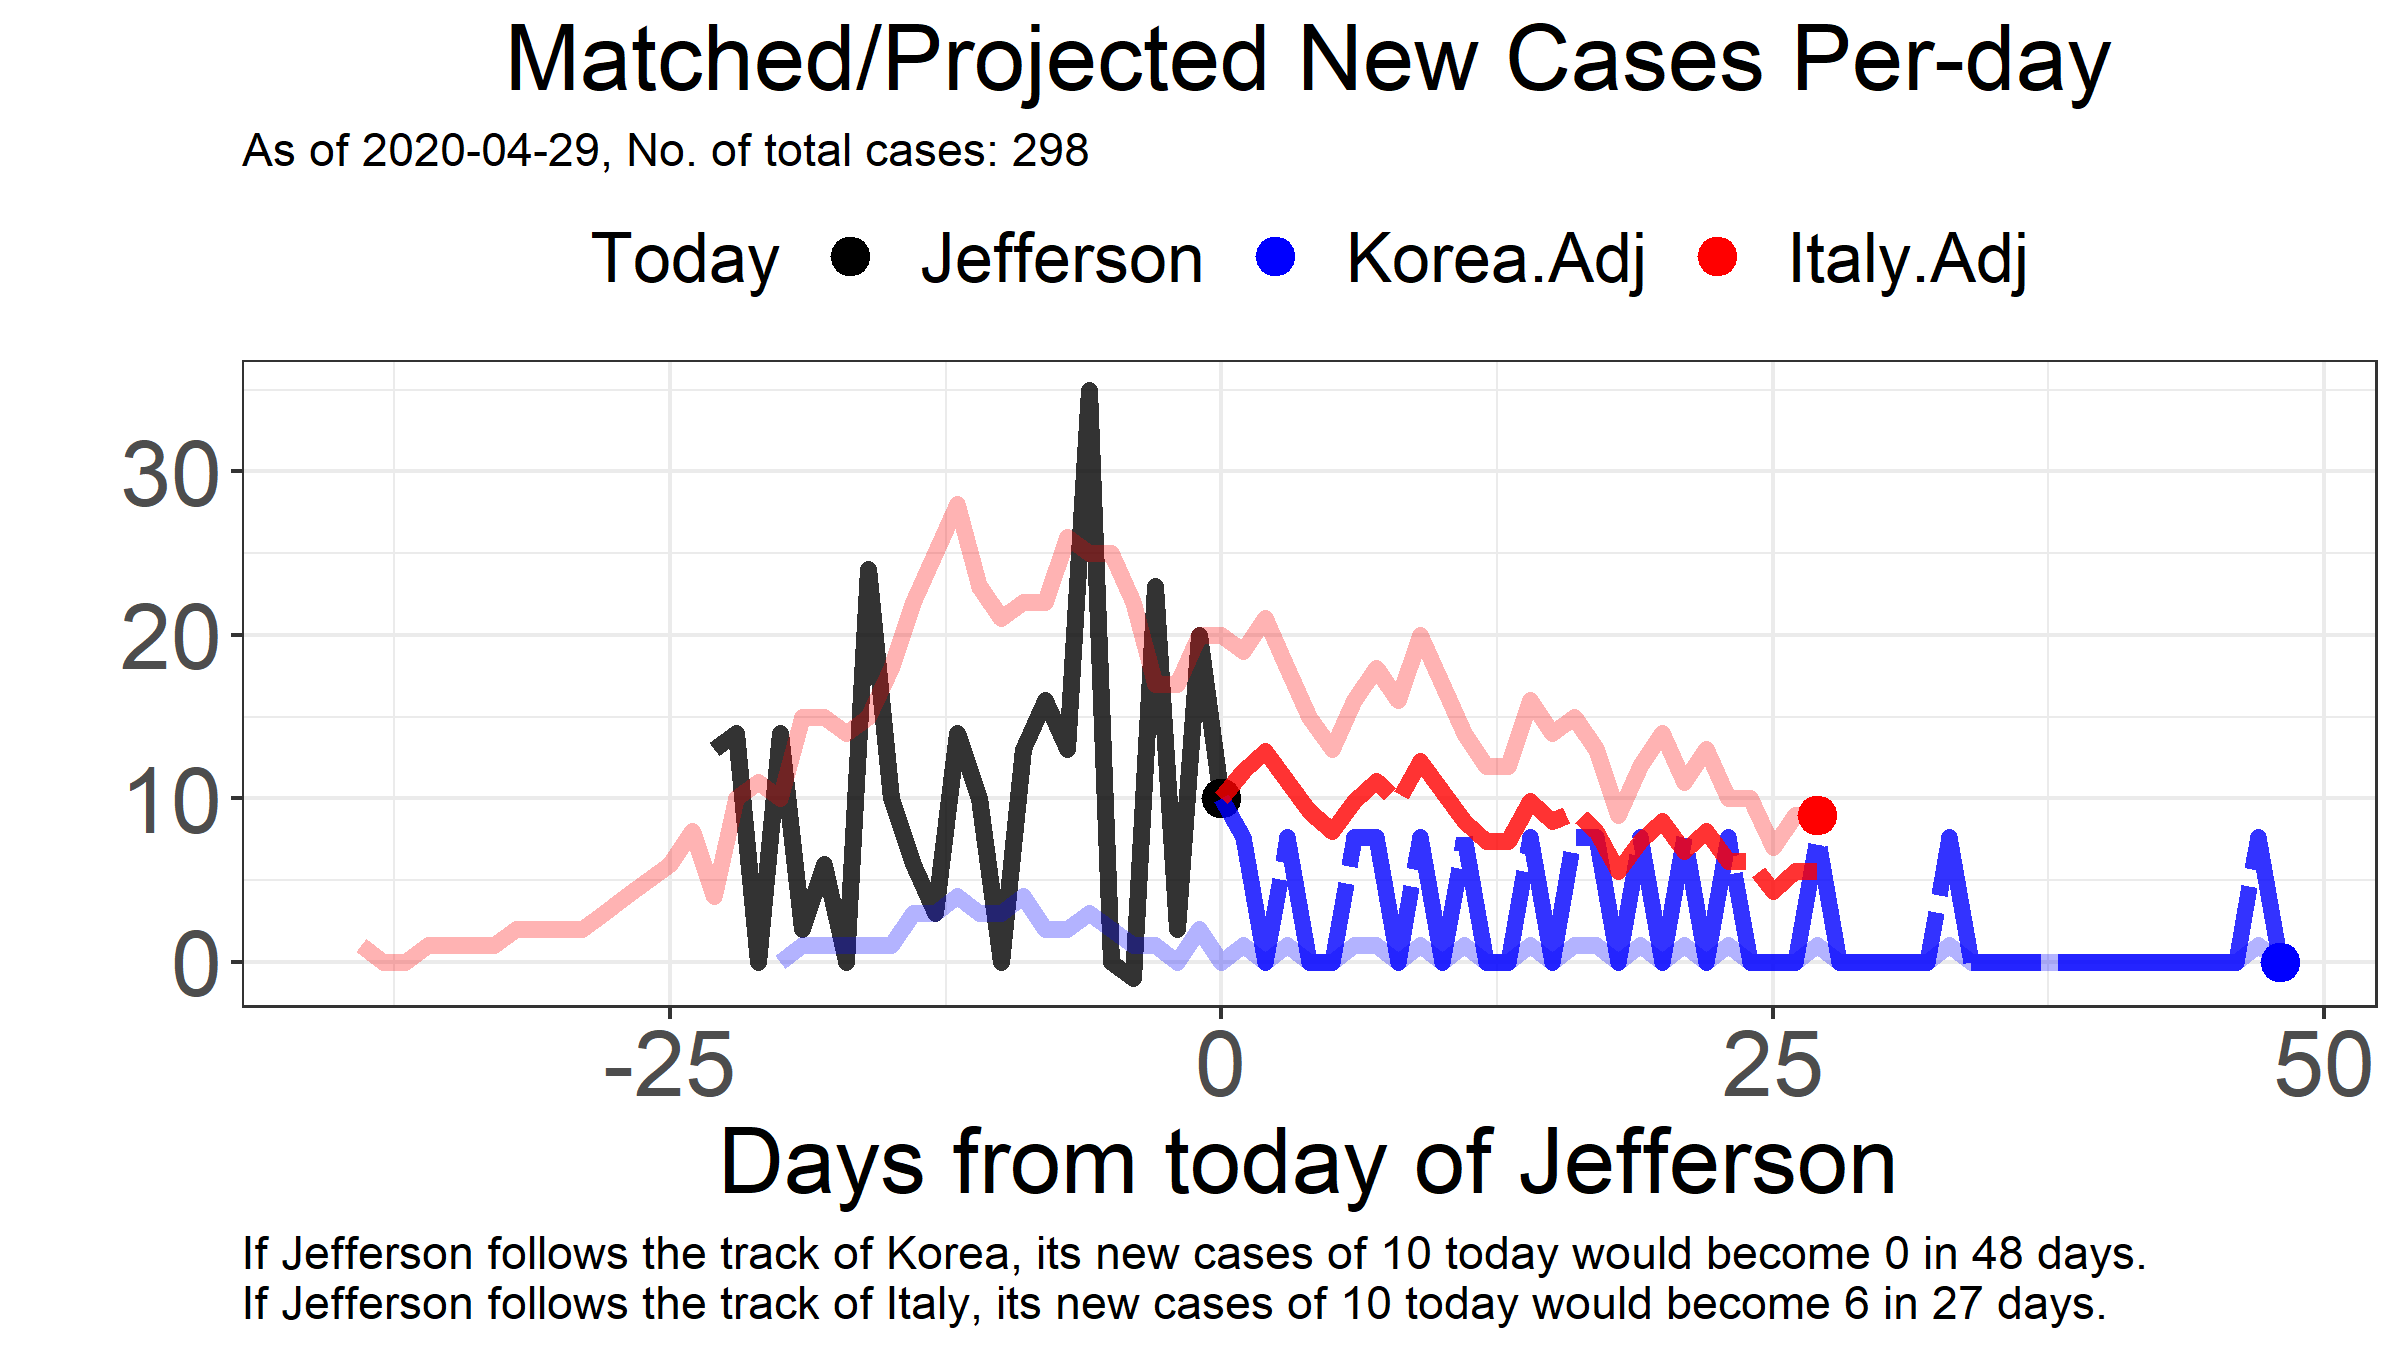 Matched/Projected New Cases Per-day
As of 2020-04-29, No. of total cases: 298
Today Jefferson Korea.Adj Italy.Adj
30
20
10
0
-25 0 25 50
Days from today of Jefferson
If Jefferson follows the track of Korea, its new cases of 10 today would become 0 in 48 days.
If Jefferson follows the track of Italy, its new cases of 10 today would become 6 in 27 days.